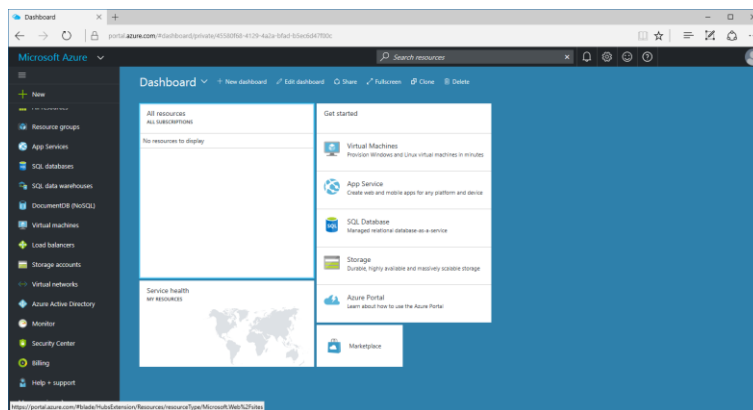 Dashboard
portal.azure.com/#dashboard/private/
Microsoft Azure
Search resources
New
Resource groups
App Services
SQL databases
SQL data warehouses
DocumentDB (NoSQL)
Virtual machines
Load balancers
Storage accounts
Virtual networks
Azure Active Directory
Monitor
Security Center
Billing
Help + support
Dashboard
New dashboard
Edit dashboard
Share
Fullscreen
Clone
Delete
All resources
ALL SUBSCRIPTIONS
No resources to display
Service health
MY RESOURCES
Get started
Virtual Machines
Provision Windows and Linux virtual machines in minutes
App Service
Create web and mobile apps for any platform and device
SQL
SQL Database
Managed relational database-as-a-service
Storage
Durable, highly available and massively scalable storage
Azure Portal
Learn about how to use the Azure Portal
Marketplace
https://portal.azure.com/#blade/HubsExtension/Resources/resourceType/Microsoft.Web%2Fsites